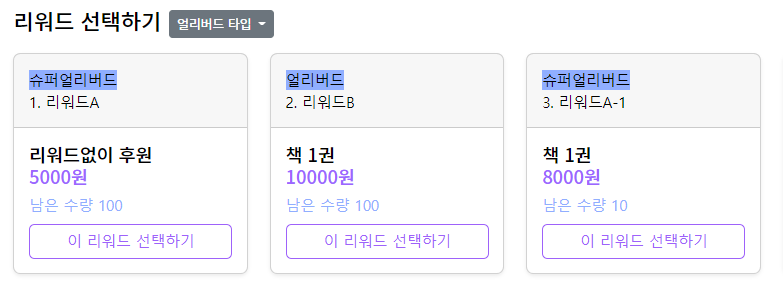 리워드 선택하기 얼리버드 타입
슈퍼얼리버드
1. 리워드A
리워드없이 후원
5000원
남은 수량 100
이 리워드 선택하기
얼리버드
2. 리워드B
책 1권
10000원
남은 수량 100
이 리워드 선택하기
슈퍼얼리버드
3. 리워드A-1
책 1권
8000원
남은 수량 10
이 리워드 선택하기